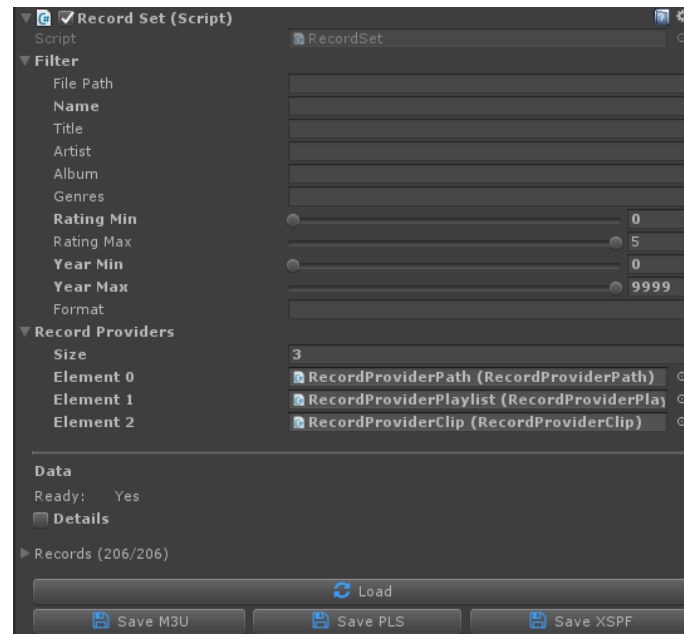 Record Set (Script)
Script RecordSet
Filter
File Path
Name
Title
Artist
Album
Genres
Rating Min 0
Rating Max 5
Year Min 0
Year Max 9999
Format
Record Providers
Size 3
Element 0 RecordProviderPath (RecordProviderPath)
Element 1 RecordProviderPlaylist (RecordProviderPlay
Element 2 RecordProviderClip (RecordProviderClip)
Data
Ready: Yes
Details
Records (206/206)
Load
Save M3U Save PLS Save XSPF